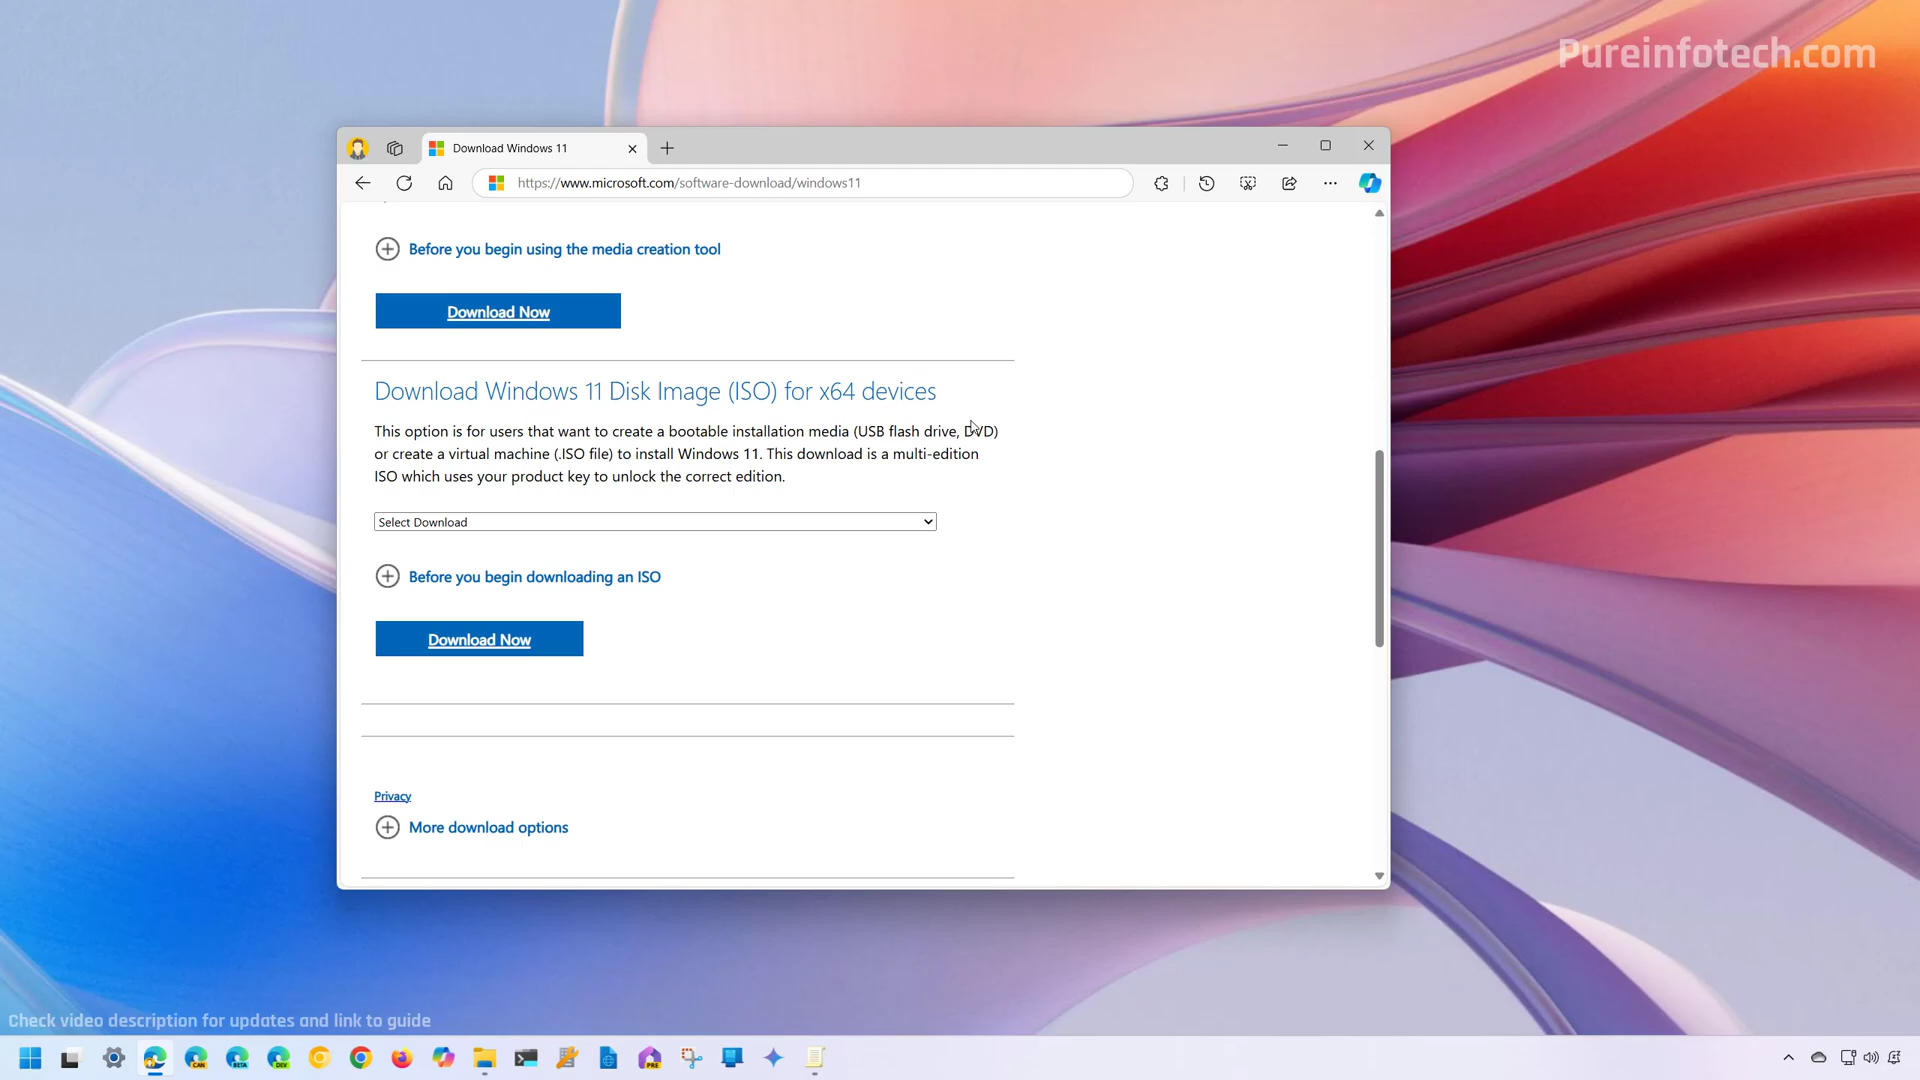 Pureinfotech.com
Download Windows 11
https://www.microsoft.com/software-download/windows11
Before you begin using the media creation tool
Download Now
Download Windows 11 Disk Image (ISO) for x64 devices
This option is for users that want to create a bootable installation media (USB flash drive, DVD)
or create a virtual machine (.ISO file) to install Windows 11. This download is a multi-edition
ISO which uses your product key to unlock the correct edition.
Select Download
Before you begin downloading an ISO
Download Now
Privacy
More download options
Check video description for updates and link to guide
CAN
BETA
DEV
PRE